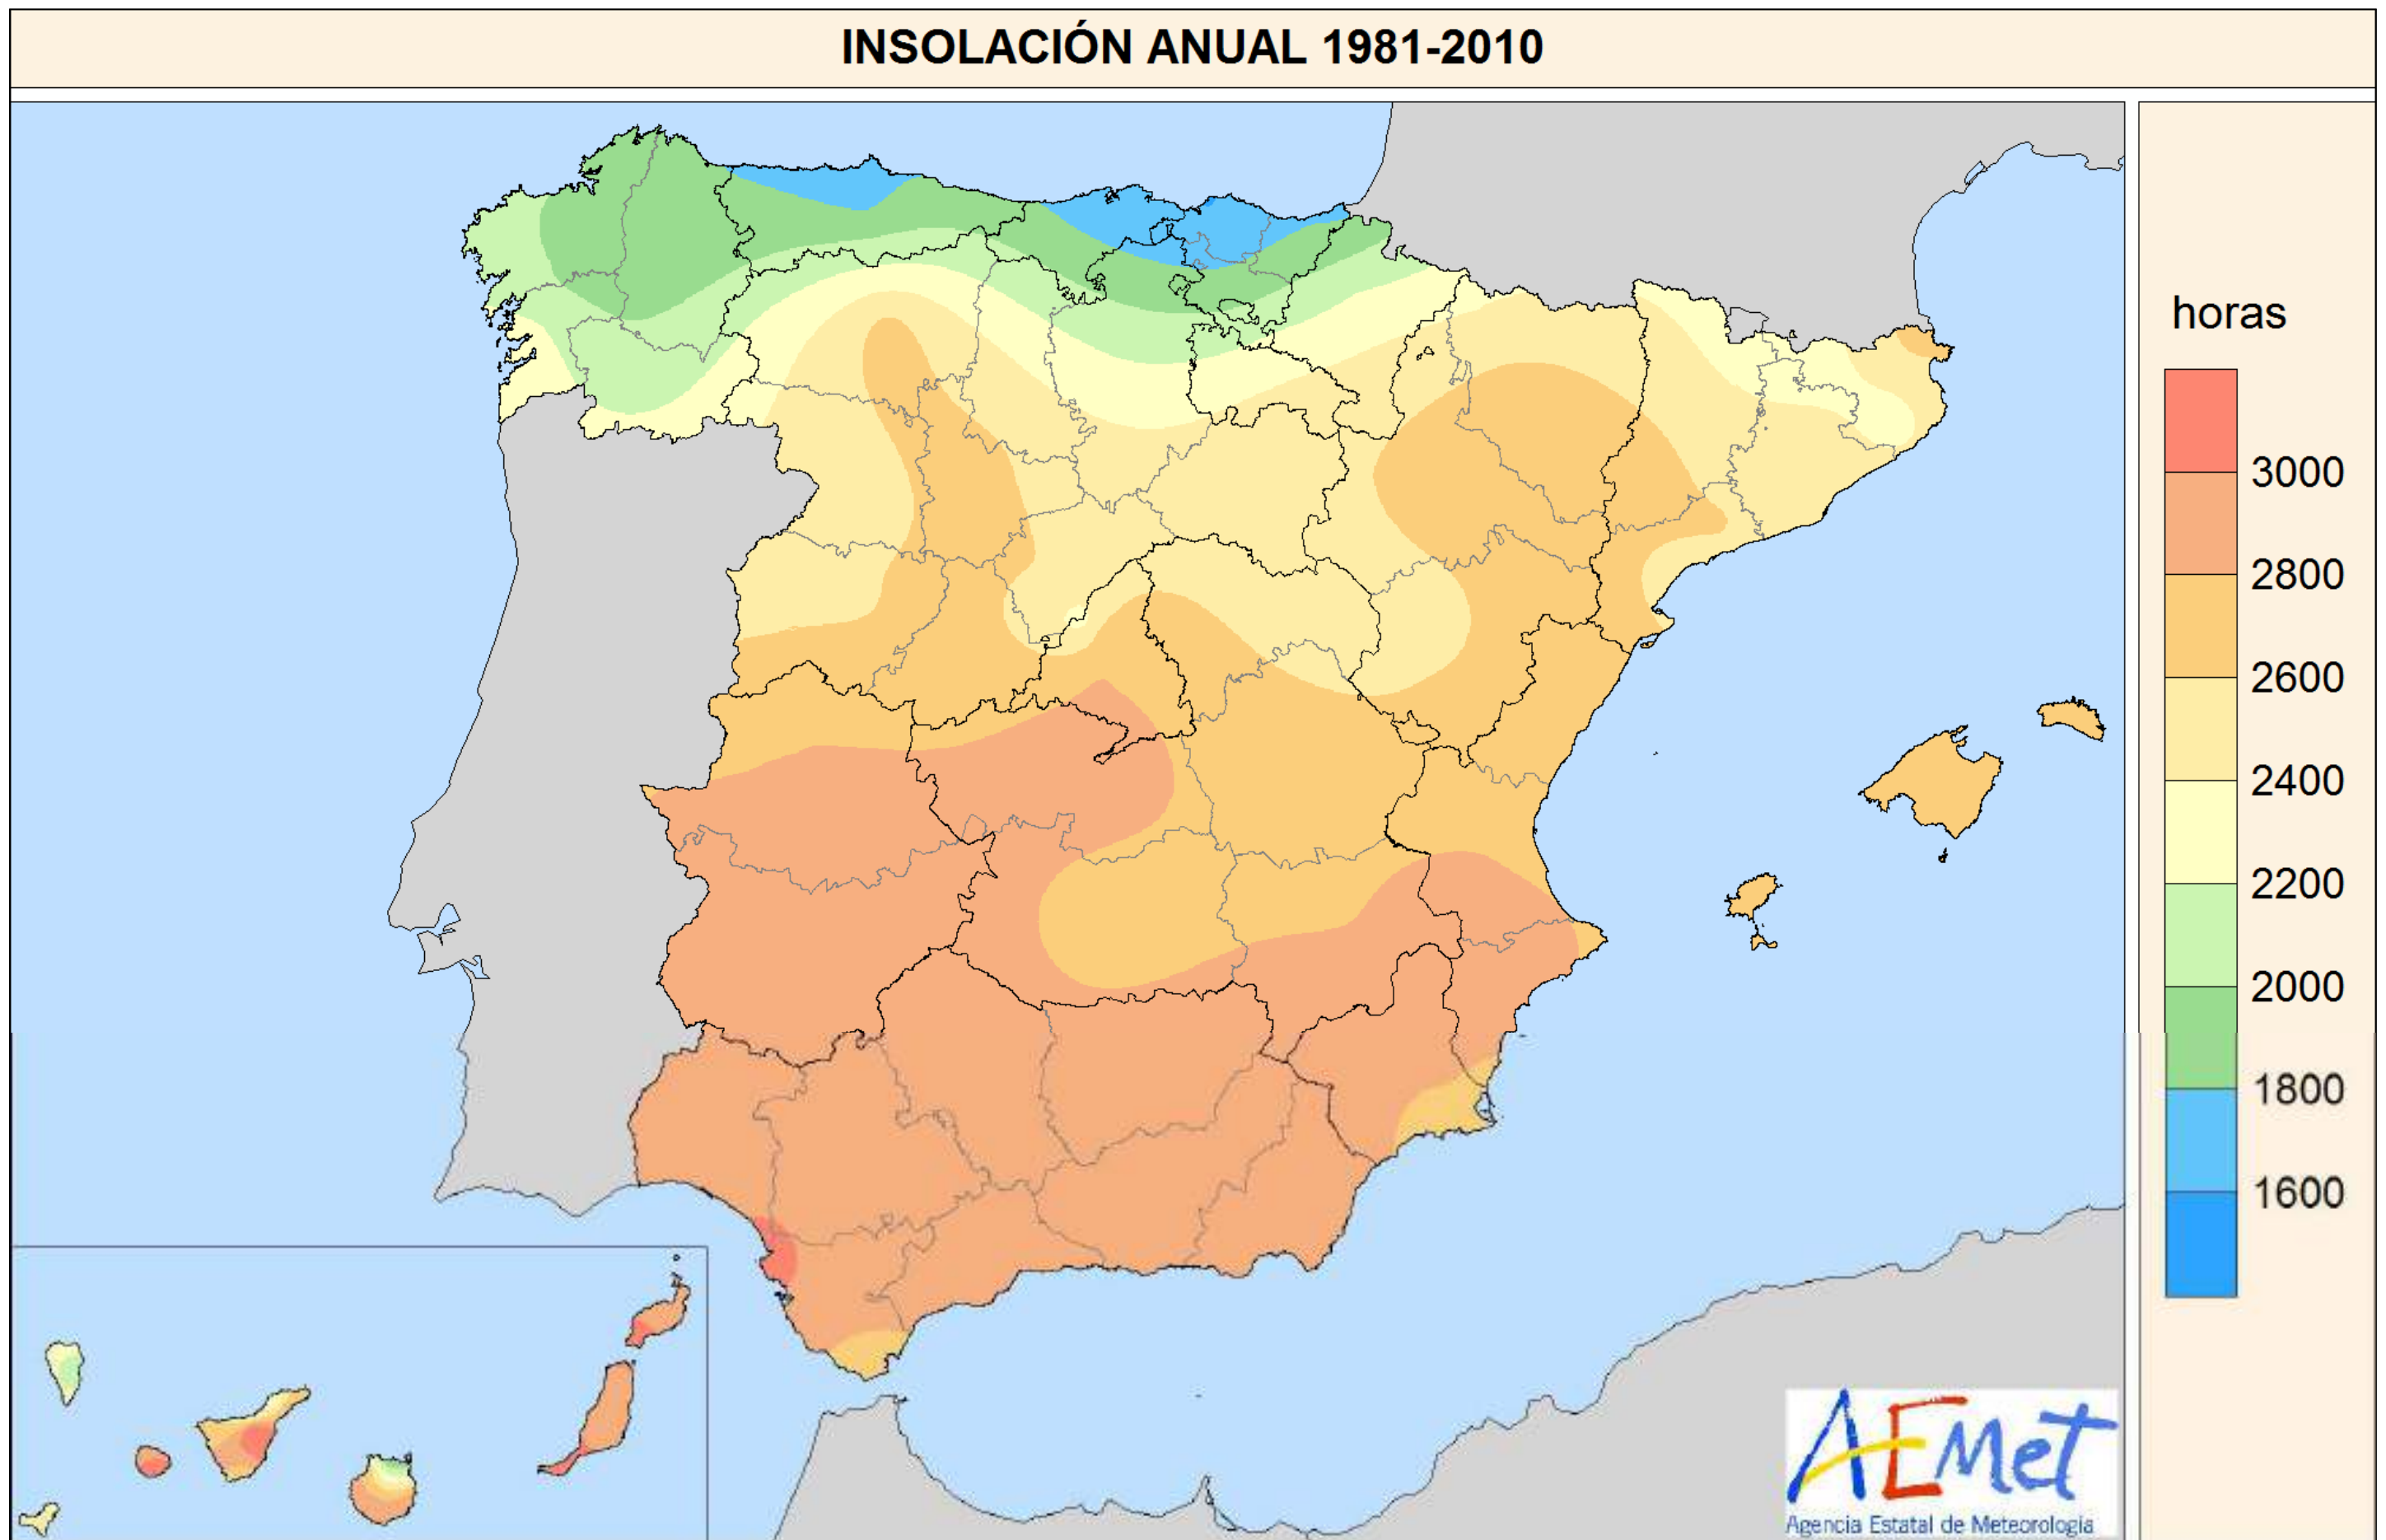 INSOLACIÓN ANUAL 1981-2010
horas
3000
2800
2600
2400
2200
2000
1800
1600
AEMet
Agencia Estatal de Meteorología